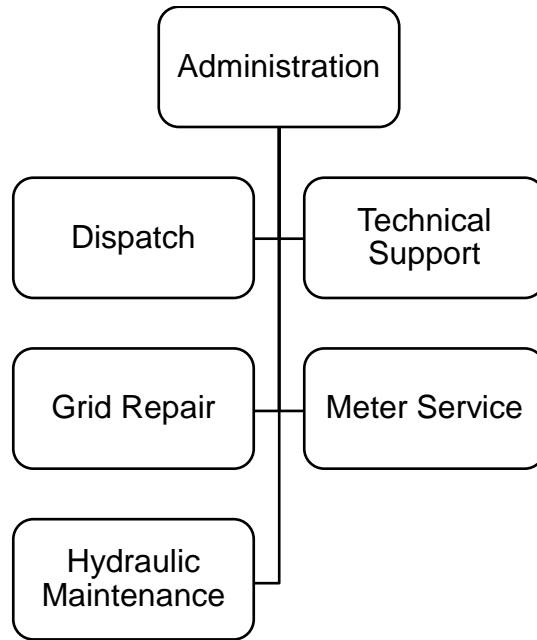 Administration
Dispatch
Technical
Support
Grid Repair
Meter Service
Hydraulic
Maintenance